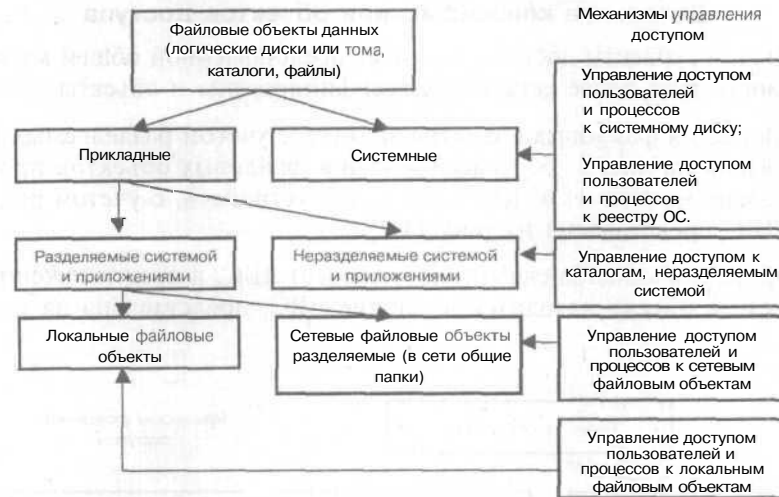 Файловые объекты данных
(логические диски или тома,
каталоги, файлы)
Механизмы управления
доступом
Управление доступом
пользователей
и процессов
к системному диску;
Управление доступом
пользователей
и процессов
к реестру ОС.
Прикладные
Системные
Разделяемые системой
и приложениями
Неразделяемые системой
и приложениями
Управление доступом к
каталогам, неразделяемым
системой
Локальные файловые
объекты
Сетевые файловые объекты
разделяемые (в сети общие
папки)
Управление доступом
пользователей и
процессов к сетевым
файловым объектам
Управление доступом
пользователей и
процессов к локальным
файловым объектам